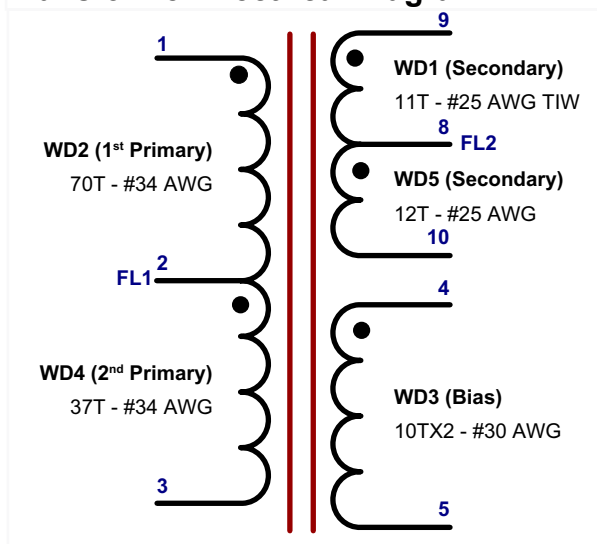 1
WD2 (1st Primary)
70T - #34 AWG
2
FL1
WD4 (2nd Primary)
37T - #34 AWG
3
9
WD1 (Secondary)
11T - #25 AWG TIW
8
FL2
WD5 (Secondary)
12T - #25 AWG
10
4
WD3 (Bias)
10TX2 - #30 AWG
5